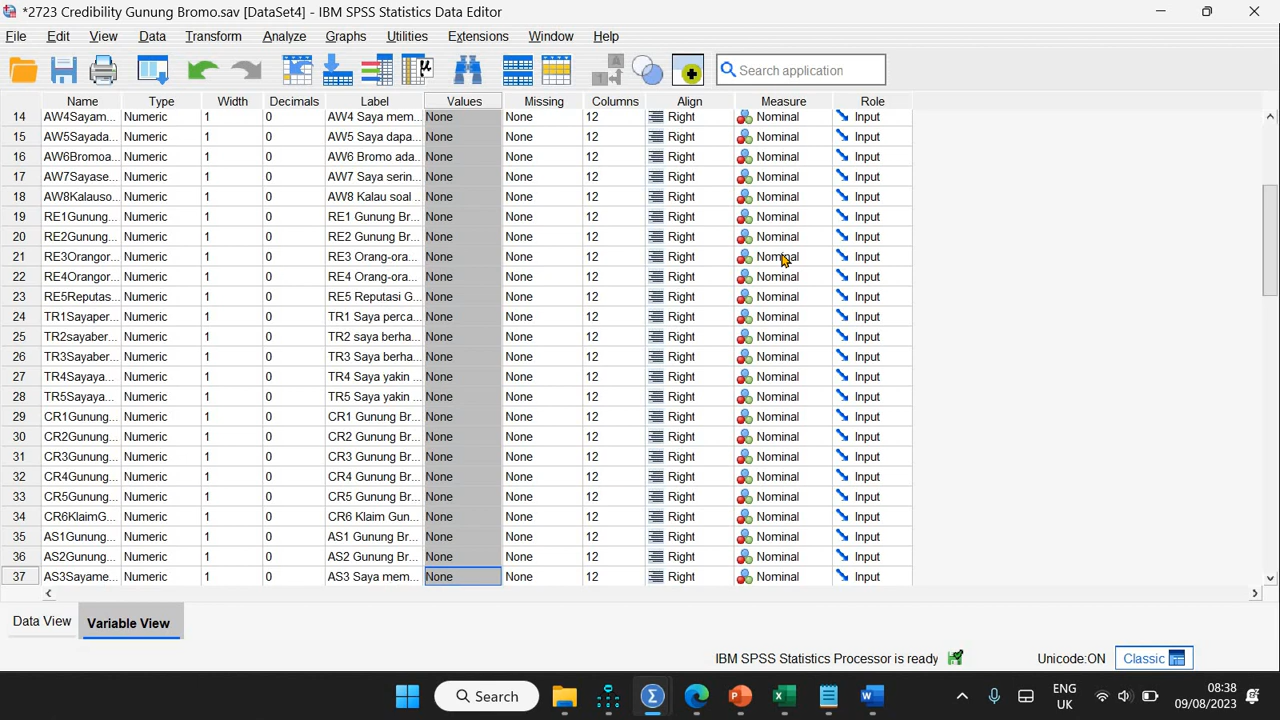 *2723 Credibility Gunung Bromo.sav [DataSet4] - IBM SPSS Statistics Data Editor
File Edit View Data Transform Analyze Graphs Utilities Extensions Window Help
Search application
Name Type Width Decimals Label Values Missing Columns Align Measure Role
14 AW4Sayam... Numeric 1 0 AW4 Saya mem... None None 12 Right Nominal Input
15 AW5Sayada... Numeric 1 0 AW5 Saya dapa... None None 12 Right Nominal Input
16 AW6Bromoa... Numeric 1 0 AW6 Bromo ada... None None 12 Right Nominal Input
17 AW7Sayase... Numeric 1 0 AW7 Saya serin... None None 12 Right Nominal Input
18 AW8Kalauso... Numeric 1 0 AW8 Kalau soal ... None None 12 Right Nominal Input
19 RE1Gunung... Numeric 1 0 RE1 Gunung Br... None None 12 Right Nominal Input
20 RE2Gunung... Numeric 1 0 RE2 Gunung Br... None None 12 Right Nominal Input
21 RE3Orangor... Numeric 1 0 RE3 Orang-ora... None None 12 Right Nominal Input
22 RE4Orangor... Numeric 1 0 RE4 Orang-ora... None None 12 Right Nominal Input
23 RE5Reputas... Numeric 1 0 RE5 Reputasi G... None None 12 Right Nominal Input
24 TR1Sayaper... Numeric 1 0 TR1 Saya perca... None None 12 Right Nominal Input
25 TR2sayaber... Numeric 1 0 TR2 saya berha... None None 12 Right Nominal Input
26 TR3Sayaber... Numeric 1 0 TR3 Saya berha... None None 12 Right Nominal Input
27 TR4Sayaya... Numeric 1 0 TR4 Saya yakin ... None None 12 Right Nominal Input
28 TR5Sayaya... Numeric 1 0 TR5 Saya yakin ... None None 12 Right Nominal Input
29 CR1Gunung... Numeric 1 0 CR1 Gunung Br... None None 12 Right Nominal Input
30 CR2Gunung... Numeric 1 0 CR2 Gunung Br... None None 12 Right Nominal Input
31 CR3Gunung... Numeric 1 0 CR3 Gunung Br... None None 12 Right Nominal Input
32 CR4Gunung... Numeric 1 0 CR4 Gunung Br... None None 12 Right Nominal Input
33 CR5Gunung... Numeric 1 0 CR5 Gunung Br... None None 12 Right Nominal Input
34 CR6KlaimG... Numeric 1 0 CR6 Klaim Gun... None None 12 Right Nominal Input
35 AS1Gunung... Numeric 1 0 AS1 Gunung Br... None None 12 Right Nominal Input
36 AS2Gunung... Numeric 1 0 AS2 Gunung Br... None None 12 Right Nominal Input
37 AS3Sayame... Numeric 1 0 AS3 Saya mem... None None 12 Right Nominal Input
Data View Variable View
IBM SPSS Statistics Processor is ready Unicode:ON Classic
Search ENG 08:38
UK 09/08/2023